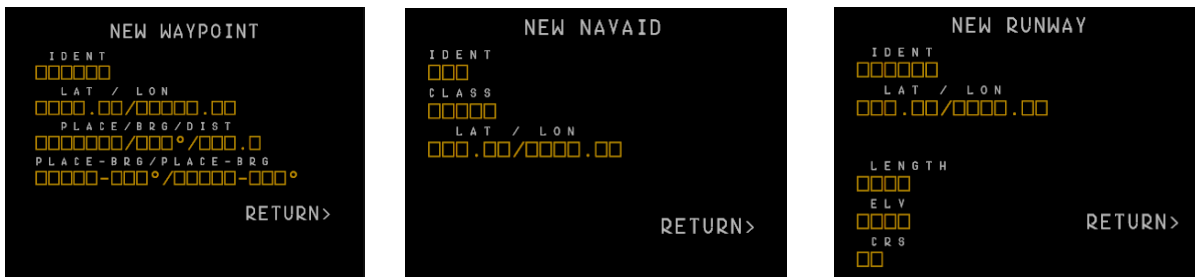 NEW WAYPOINT
IDENT
□□□□□□
LAT / LON
□□□□.□□/□□□□□.□□
PLACE/BRG/DIST
□□□□□□□/□□□°/□□□.□
PLACE-BRG/PLACE-BRG
□□□□□-□□□°/□□□□□-□□□°
RETURN>
NEW NAVAID
IDENT
□□□
CLASS
□□□□□
LAT / LON
□□□.□□/□□□□.□□
RETURN>
NEW RUNWAY
IDENT
□□□□□□
LAT / LON
□□□.□□/□□□□.□□
LENGTH
□□□□
ELV
□□□□ RETURN>
CRS
□□